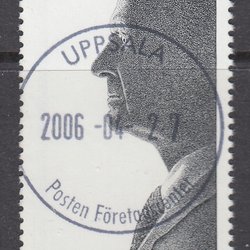 UPPSALA
2006 -04- 27
Posten Företagscenter